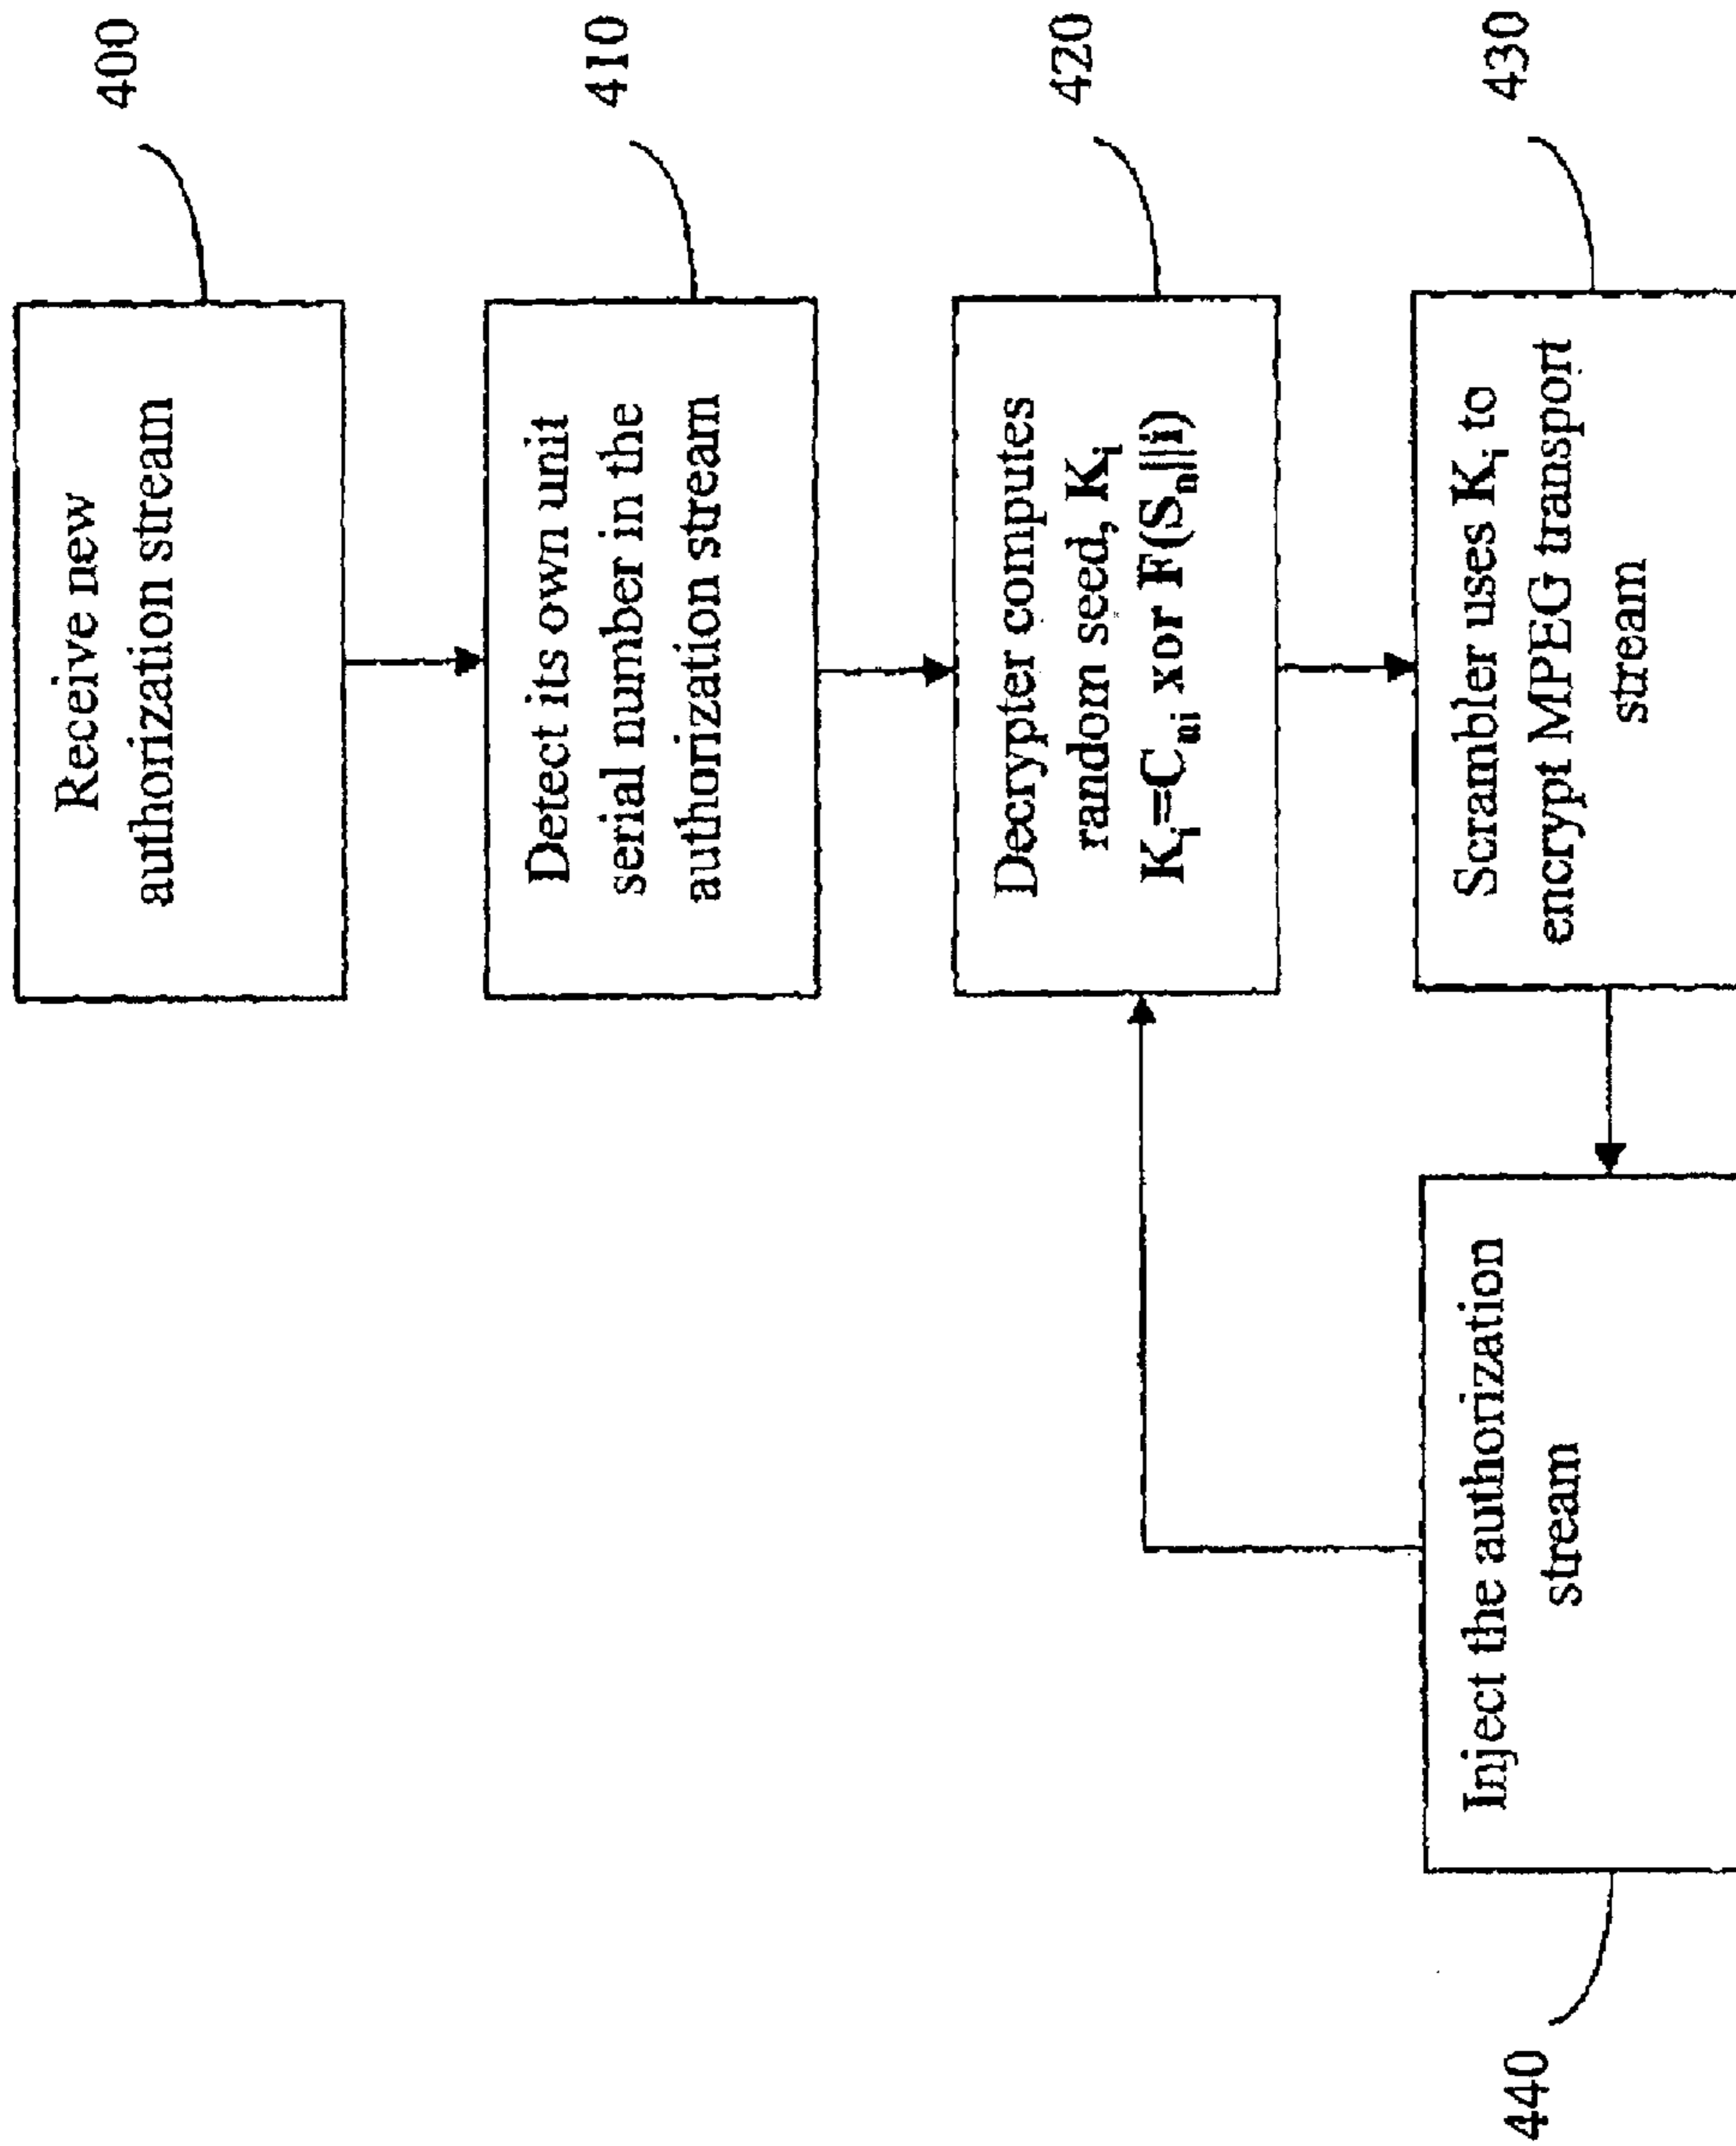 400
Receive new
authorization stream
410
Detect its own unit
serial number in the
authorization stream
420
Decrypter computes
random seed, Kᵢ
Kᵢ=Cₙᵢ xor F(Sₙ||i)
430
Scrambler uses Kᵢ to
encrypt MPEG transport
stream
440
Inject the authorization
stream